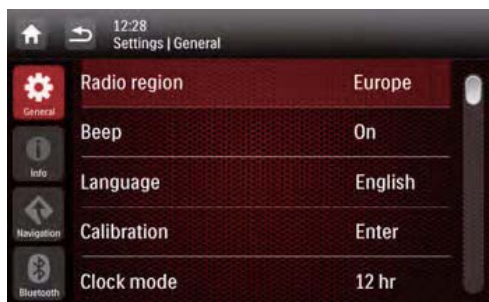 12:28
Settings | General
General
Radio region Europe
Beep On
Info
Language English
Navigation
Calibration Enter
Bluetooth
Clock mode 12 hr